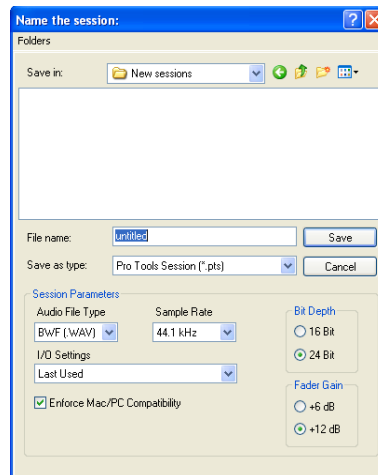 Name the session:
Folders
Save in: New sessions
File name: untitled Save
Save as type: Pro Tools Session (*.pts) Cancel
Session Parameters
Audio File Type Sample Rate Bit Depth
BWF (.WAV) 44.1 kHz 16 Bit
I/O Settings 24 Bit
Last Used
Fader Gain
Enforce Mac/PC Compatibility +6 dB
+12 dB